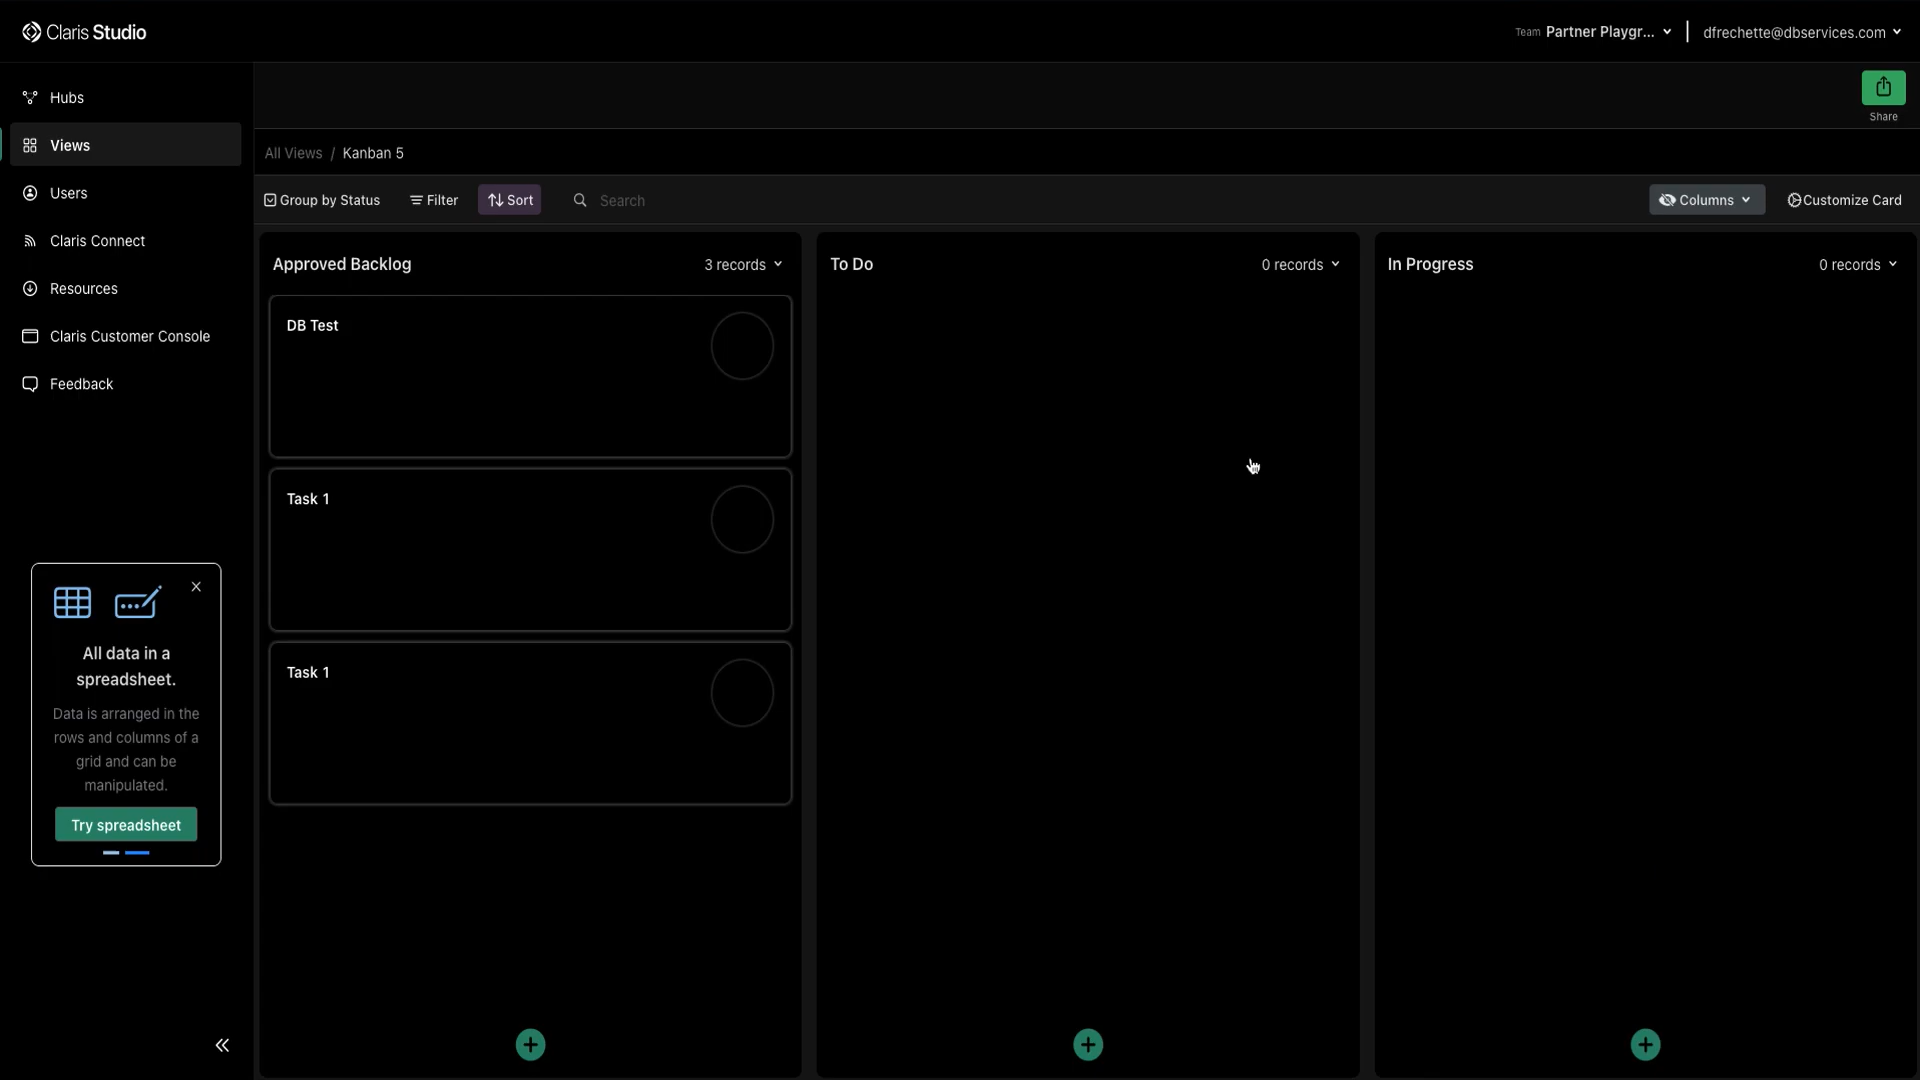 Claris Studio
Team Partner Playgr...
dfrechette@dbservices.com
Hubs
Views
Users
Claris Connect
Resources
Claris Customer Console
Feedback
Share
All Views / Kanban 5
Group by Status
Filter
Sort
Search
Columns
Customize Card
Approved Backlog
3 records
DB Test
Task 1
Task 1
To Do
0 records
In Progress
0 records
All data in a
spreadsheet.
Data is arranged in the
rows and columns of a
grid and can be
manipulated.
Try spreadsheet